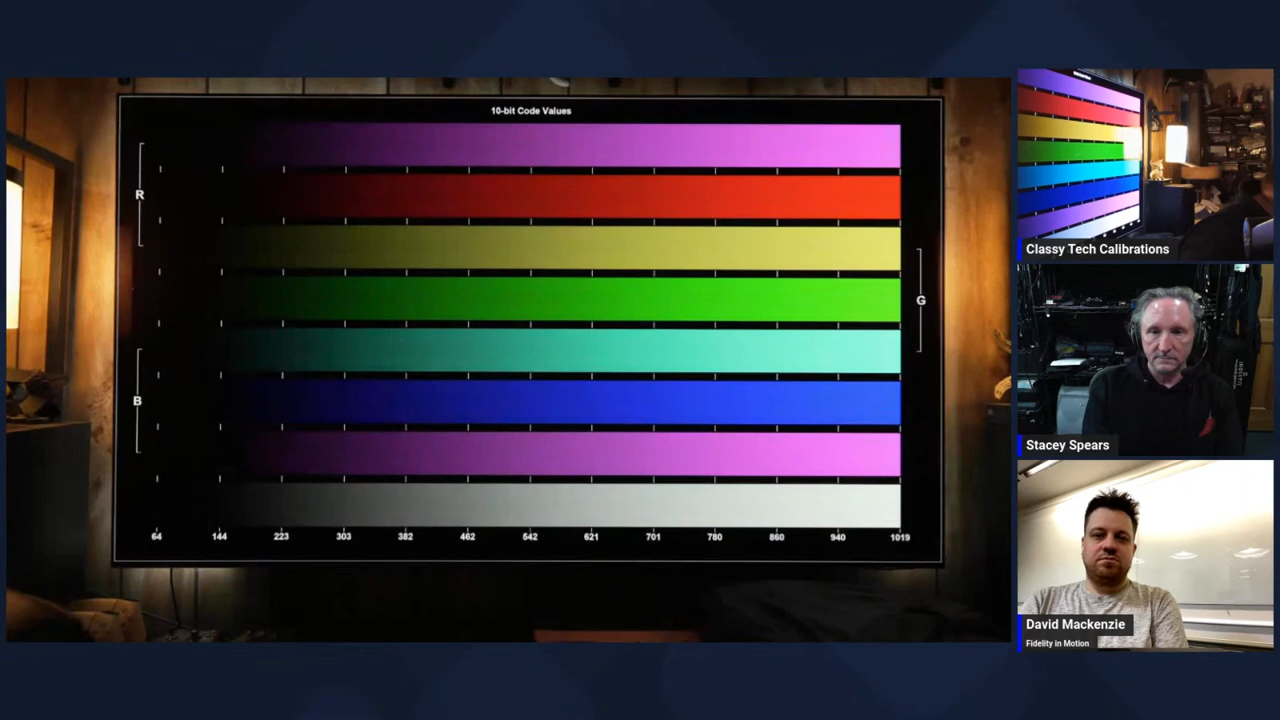 10-bit Code Values
R
G
B
64 144 223 303 382 462 542 621 701 780 860 940 1019
Classy Tech Calibrations
Stacey Spears
David Mackenzie
Fidelity in Motion